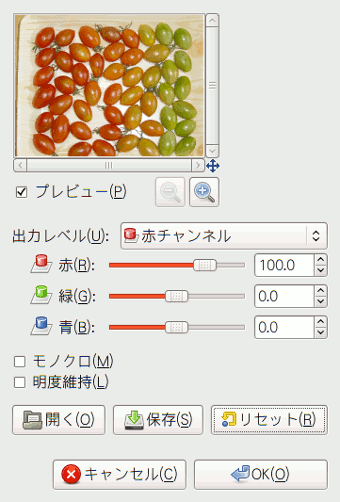 プレビュー(P)
出力レベル(U): 赤チャンネル
赤(R): 100.0
緑(G): 0.0
青(B): 0.0
モノクロ(M)
明度維持(L)
開く(O) 保存(S) リセット(R)
キャンセル(C) OK(O)